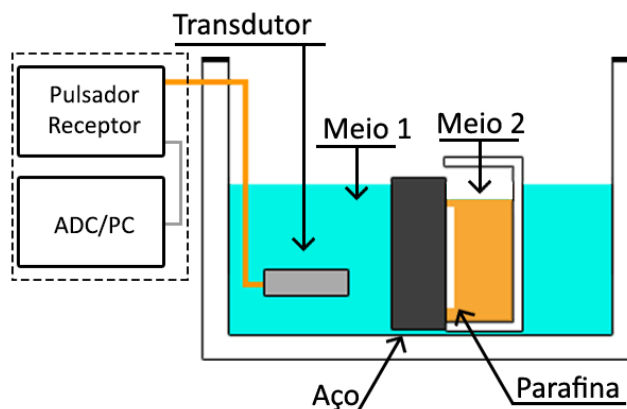 Transdutor
Pulsador
Receptor
Meio 1
Meio 2
ADC/PC
Aço
Parafina